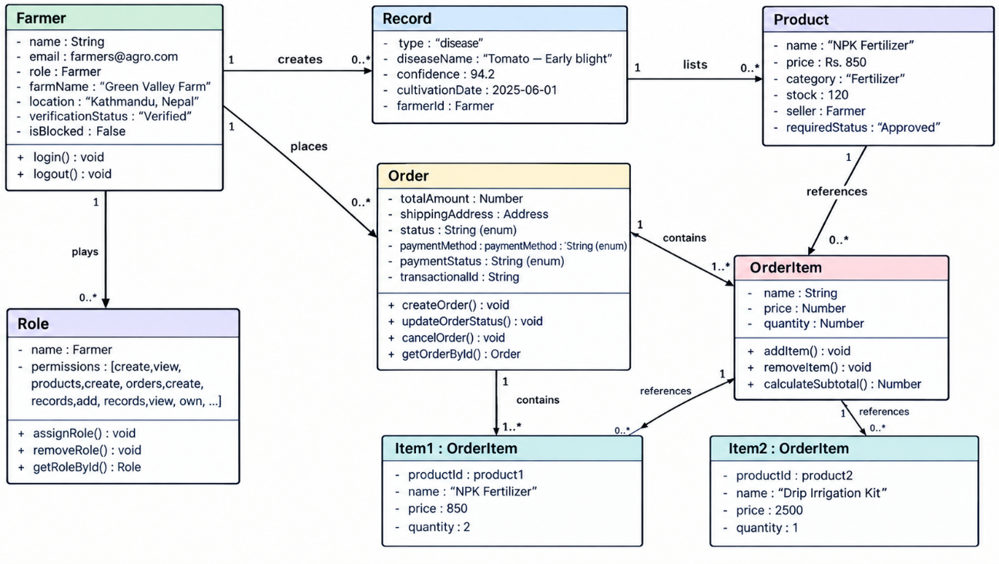 Farmer
- name : String
- email : farmers@agro.com
- role : Farmer
- farmName : “Green Valley Farm”
- location : “Kathmandu, Nepal”
- verificationStatus : “Verified”
- isBlocked : False
+ login() : void
+ logout() : void
1
creates
0..*
Record
- type : “disease”
- diseaseName : “Tomato — Early blight”
- confidence : 94.2
- cultivationDate : 2025-06-01
- farmerId : Farmer
1
lists
0..*
Product
- name : “NPK Fertilizer”
- price : Rs. 850
- category : “Fertilizer”
- stock : 120
- seller : Farmer
- requiredStatus : “Approved”
1
places
0..*
Order
- totalAmount : Number
- shippingAddress : Address
- status : String (enum)
- paymentMethod : paymentMethod : 'String (enum)
- paymentStatus : String (enum)
- transactionalId : String
+ createOrder() : void
+ updateOrderStatus() : void
+ cancelOrder() : void
+ getOrderById() : Order
1
references
0..*
1
contains
1..*
OrderItem
- name : String
- price : Number
- quantity : Number
+ addItem() : void
+ removeItem() : void
+ calculateSubtotal() : Number
1
plays
0..*
Role
- name : Farmer
- permissions : [create,view,
products,create, orders,create,
records,add, records,view, own, ...]
+ assignRole() : void
+ removeRole() : void
+ getRoleById() : Role
1
contains
1..*
1
references
0..*
1
references
0..*
Item1 : OrderItem
- productId : product1
- name : “NPK Fertilizer”
- price : 850
- quantity : 2
Item2 : OrderItem
- productId : product2
- name : “Drip Irrigation Kit”
- price : 2500
- quantity : 1